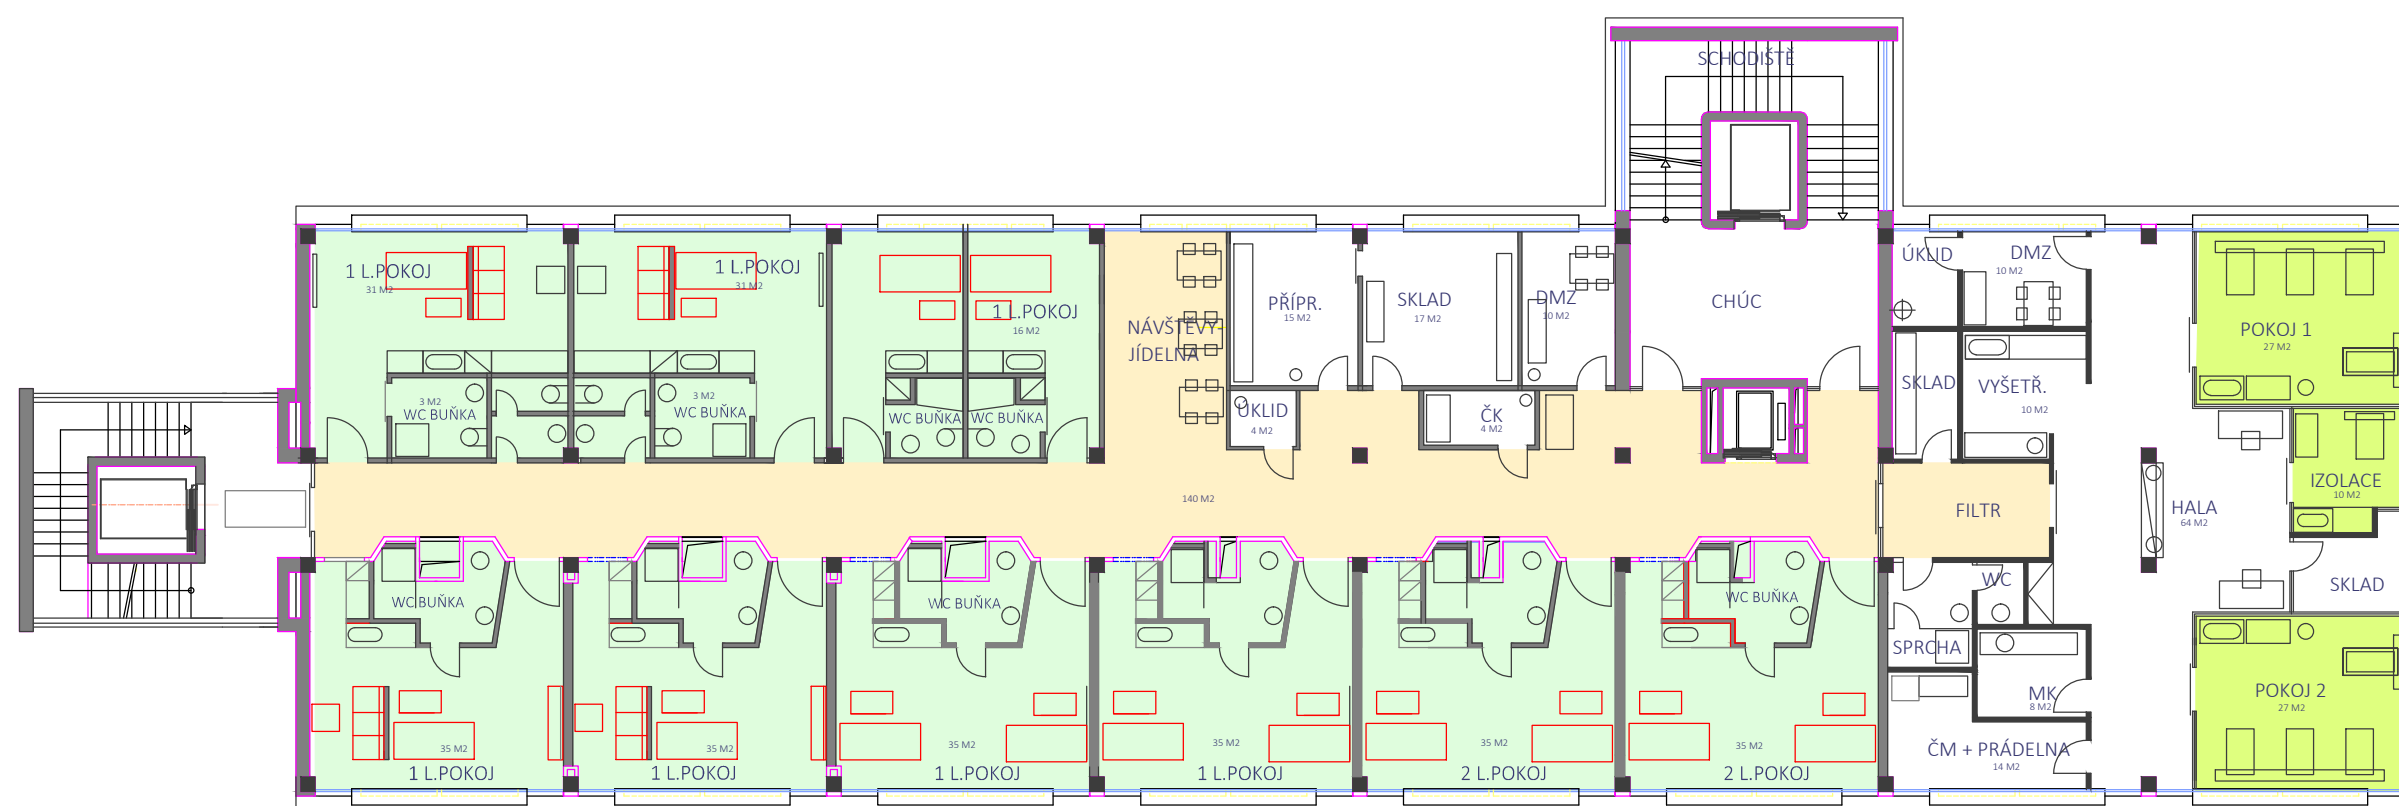 SCHODIŠTĚ
1 L.POKOJ
31 M2
1 L.POKOJ
31 M2
1 L.POKOJ
16 M2
NÁVŠTĚVY-
JÍDELNA
PŘÍPR.
15 M2
SKLAD
17 M2
DMZ
10 M2
CHÚC
ÚKLID
DMZ
10 M2
POKOJ 1
27 M2
3 M2
WC BUŇKA
3 M2
WC BUŇKA
WC BUŇKA
WC BUŇKA
ÚKLID
4 M2
ČK
4 M2
SKLAD
VYŠETŘ.
10 M2
IZOLACE
10 M2
140 M2
FILTR
HALA
64 M2
WC BUŇKA
WC BUŇKA
WC BUŇKA
WC
SKLAD
SPRCHA
MK
8 M2
POKOJ 2
27 M2
35 M2
1 L.POKOJ
35 M2
1 L.POKOJ
35 M2
1 L.POKOJ
35 M2
1 L.POKOJ
35 M2
2 L.POKOJ
35 M2
2 L.POKOJ
ČM + PRÁDELNA
14 M2